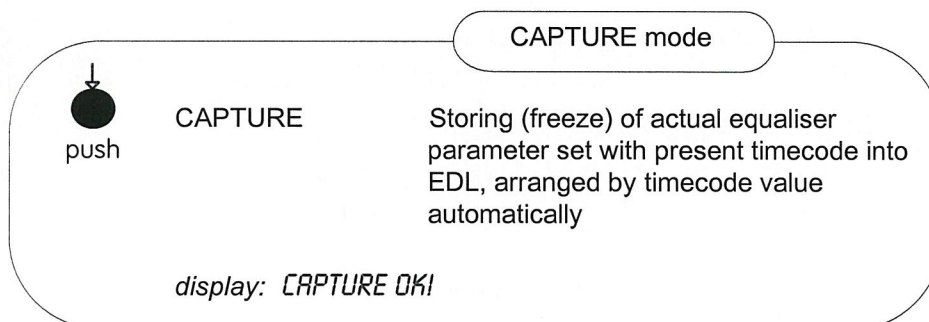 CAPTURE mode
push
CAPTURE
Storing (freeze) of actual equaliser
parameter set with present timecode into
EDL, arranged by timecode value
automatically
display: CAPTURE OK!